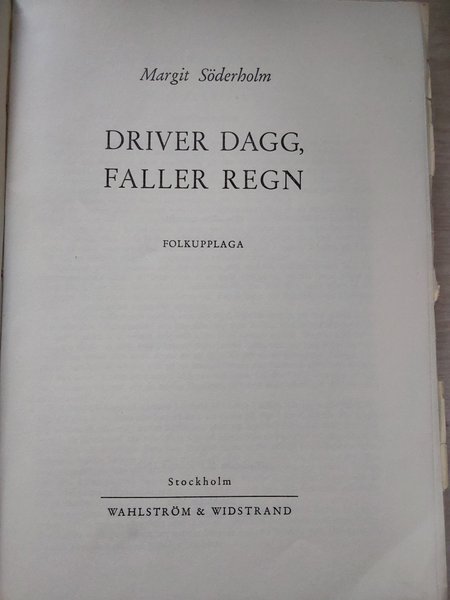 Margit Söderholm
DRIVER DAGG,
FALLER REGN
FOLKUPPLAGA
Stockholm
WAHLSTRÖM & WIDSTRAND